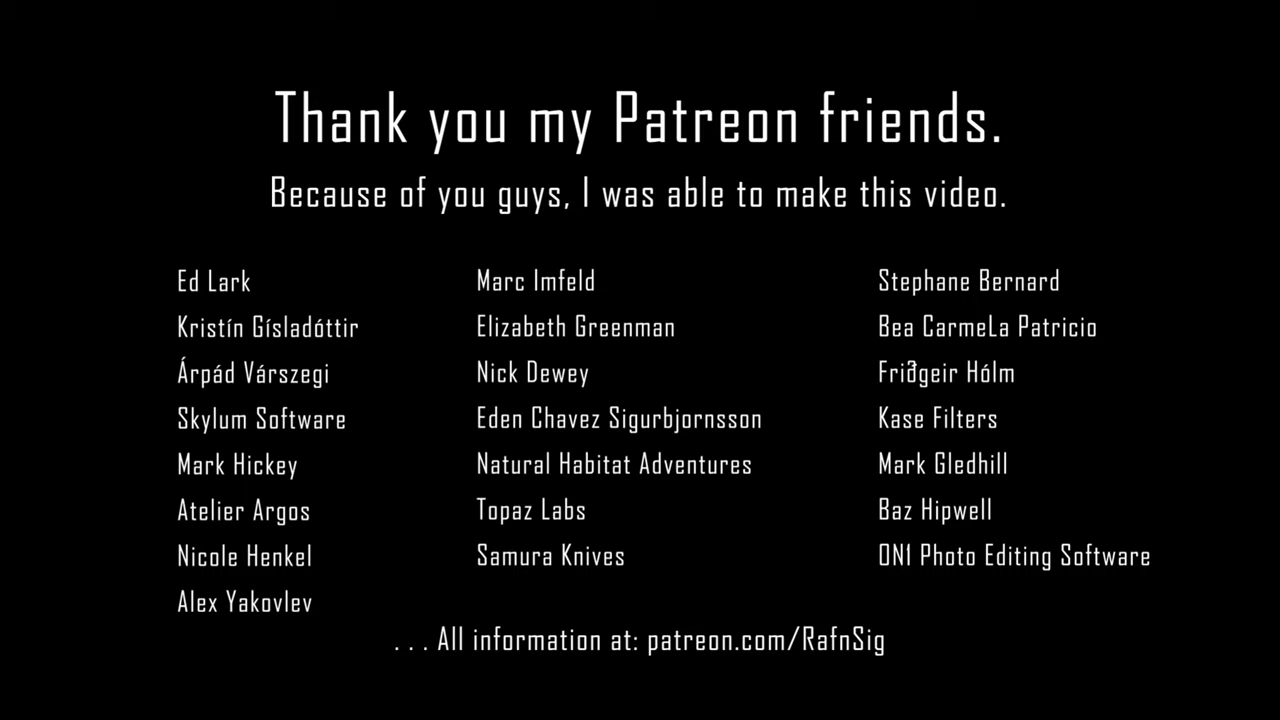 Thank you my Patreon friends.
Because of you guys, I was able to make this video.
Ed Lark
Kristín Gísladóttir
Árpád Várszegi
Skylum Software
Mark Hickey
Atelier Argos
Nicole Henkel
Alex Yakovlev
Marc Imfeld
Elizabeth Greenman
Nick Dewey
Eden Chavez Sigurbjornsson
Natural Habitat Adventures
Topaz Labs
Samura Knives
Stephane Bernard
Bea CarmeLa Patricio
Friðgeir Hólm
Kase Filters
Mark Gledhill
Baz Hipwell
ON1 Photo Editing Software
. . . All information at: patreon.com/RafnSig